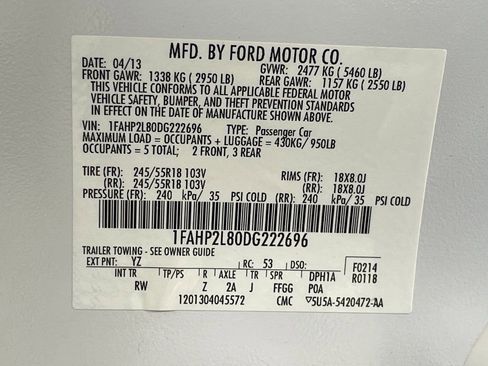 MFD. BY FORD MOTOR CO.
DATE: 04/13 GVWR: 2477 KG ( 5460 LB)
FRONT GAWR: 1338 KG ( 2950 LB) REAR GAWR: 1157 KG ( 2550 LB)
THIS VEHICLE CONFORMS TO ALL APPLICABLE FEDERAL MOTOR
VEHICLE SAFETY, BUMPER, AND THEFT PREVENTION STANDARDS IN
EFFECT ON THE DATE OF MANUFACTURE SHOWN ABOVE.
VIN: 1FAHP2L80DG222696 TYPE: Passenger Car
MAXIMUM LOAD = OCCUPANTS + LUGGAGE = 430KG/ 950LB
OCCUPANTS = 5 TOTAL; 2 FRONT, 3 REAR
TIRE (FR): 245/55R18 103V RIMS (FR): 18X8.0J
(RR): 245/55R18 103V (RR): 18X8.0J
PRESSURE (FR): 240 kPa/ 35 PSI COLD (RR): 240 kPa/ 35 PSI COLD
1FAHP2L80DG222696
TRAILER TOWING - SEE OWNER GUIDE
EXT PNT: YZ RC: 53 DSO: F0214
INT TR TP/PS R AXLE TR SPR DPH1A R0118
RW Z 2A J FFGG POA
1201304045572 CMC 5U5A-5420472-AA